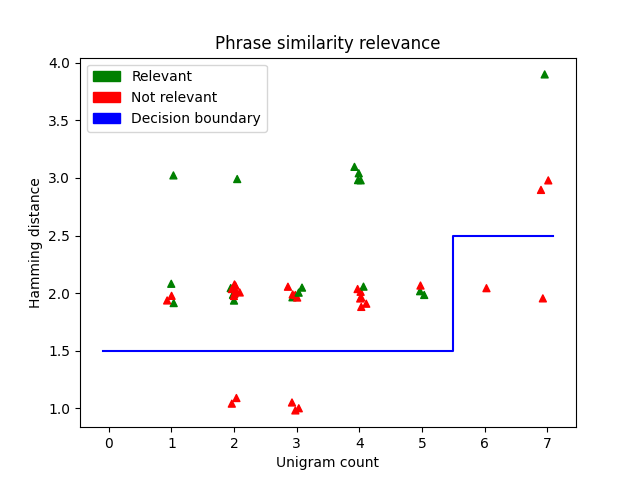 Phrase similarity relevance
Relevant
Not relevant
Decision boundary
Hamming distance
4.0
3.5
3.0
2.5
2.0
1.5
1.0
0 1 2 3 4 5 6 7
Unigram count